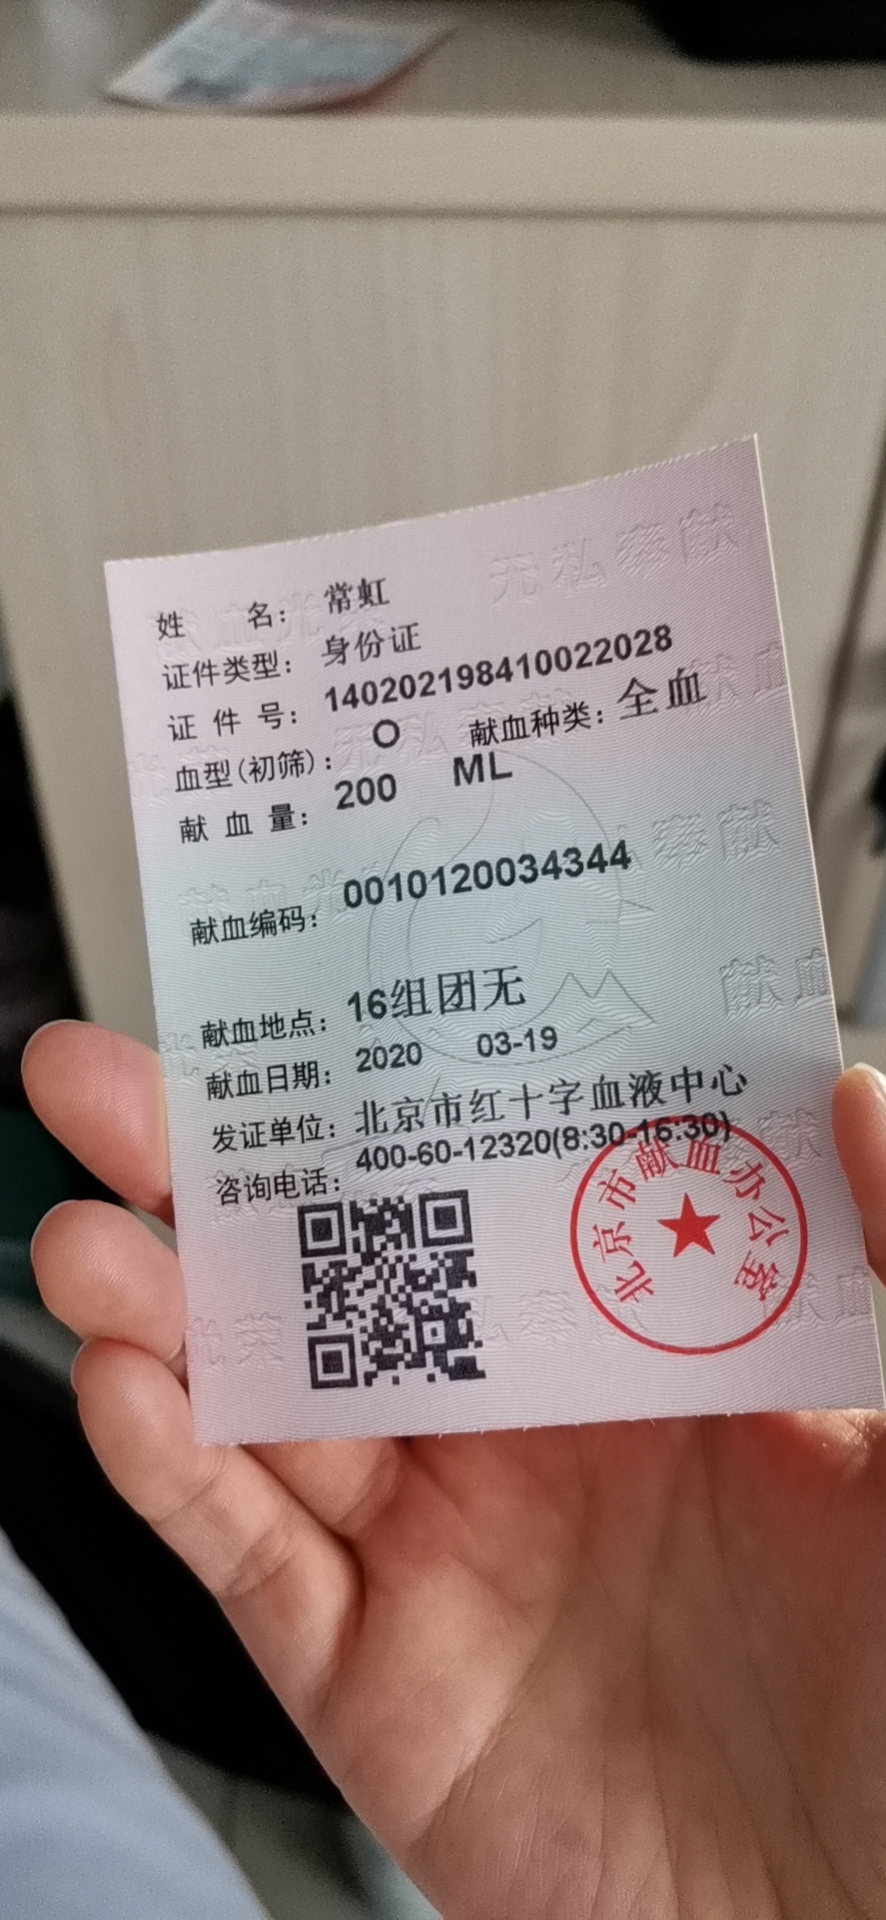 姓 名： 常虹
证件类型： 身份证
证 件 号： 140202198410022028
血型(初筛)： O 献血种类：全血
献 血 量： 200 ML
献血编码： 0010120034344
献血地点： 16组团无
献血日期： 2020 03-19
发证单位： 北京市红十字血液中心
咨询电话： 400-60-12320(8:30-16:30)
北京市献血办公室
无私奉献